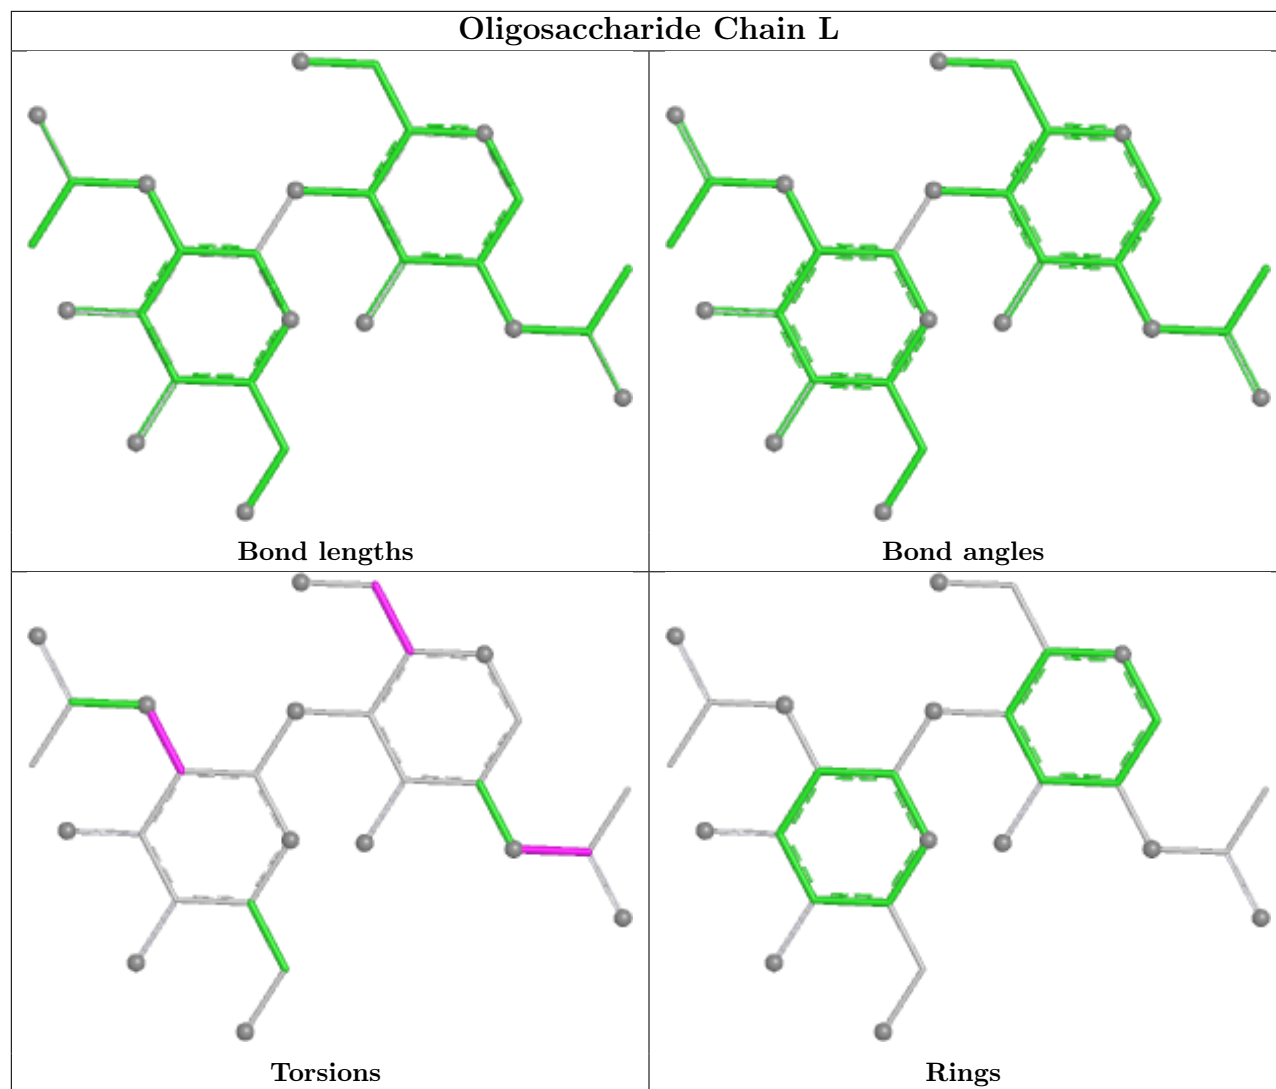 Oligosaccharide Chain L
Bond lengths
Bond angles
Torsions
Rings